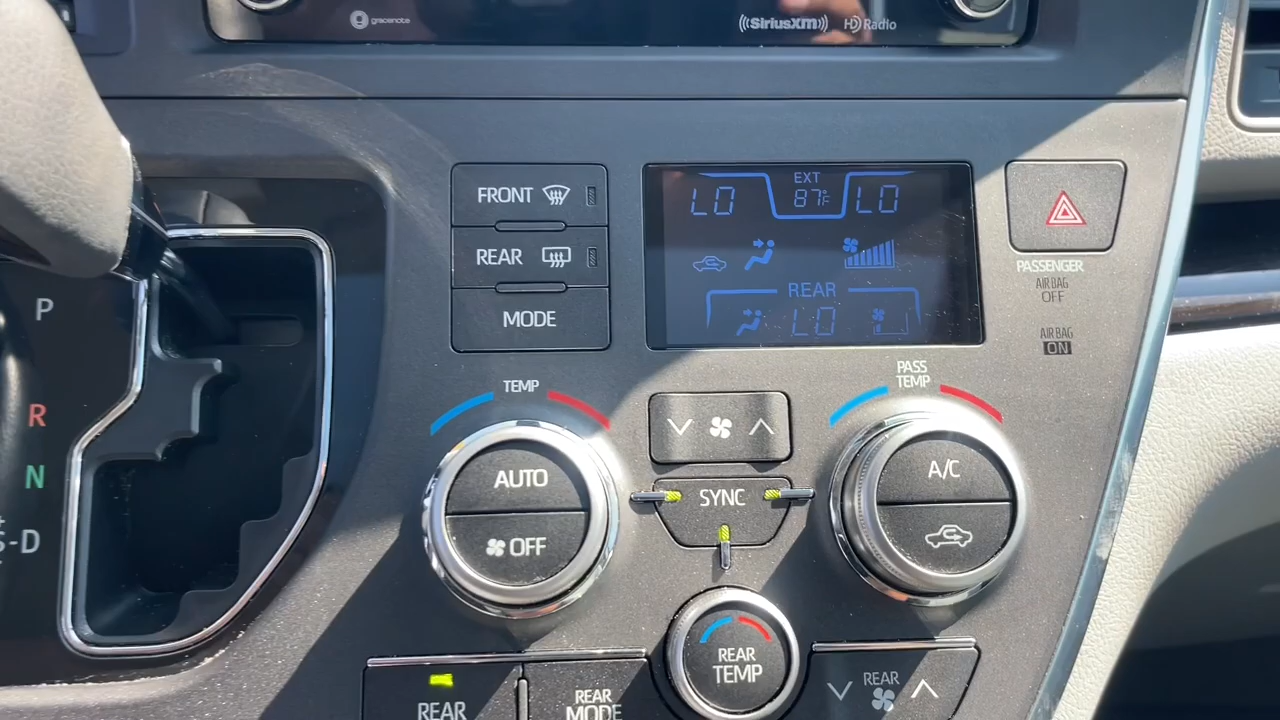 gracenote
((SiriusXM))
HD Radio
FRONT
REAR
MODE
LO
EXT
87°F
LO
REAR
LO
PASSENGER
AIR BAG
OFF
AIR BAG
ON
P
R
N
S-D
TEMP
PASS
TEMP
AUTO
OFF
SYNC
A/C
REAR
TEMP
REAR
REAR
MODE
REAR